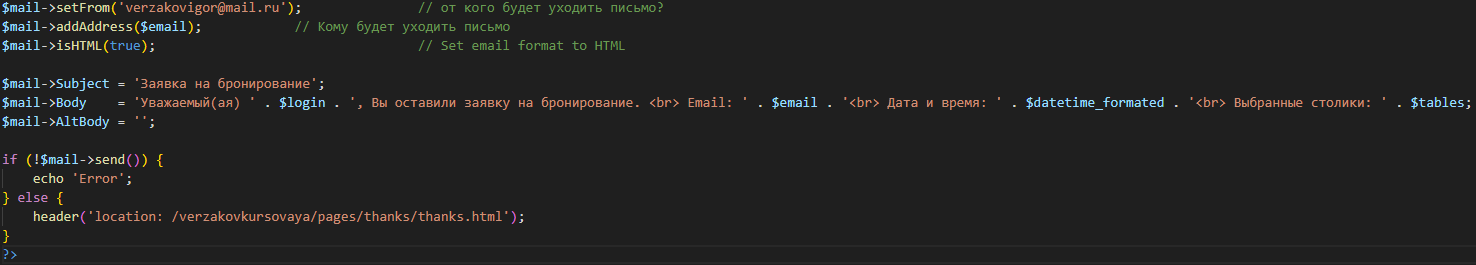 $mail->setFrom('verzakovigor@mail.ru'); // от кого будет уходить письмо?
$mail->addAddress($email); // Кому будет уходить письмо
$mail->isHTML(true); // Set email format to HTML
$mail->Subject = 'Заявка на бронирование';
$mail->Body = 'Уважаемый(ая) ' . $login . ', Вы оставили заявку на бронирование. <br> Email: ' . $email . '<br> Дата и время: ' . $datetime_formated . '<br> Выбранные столики: ' . $tables;
$mail->AltBody = '';
if (!$mail->send()) {
echo 'Error';
} else {
header('location: /verzakovkursovaya/pages/thanks/thanks.html');
}
?>